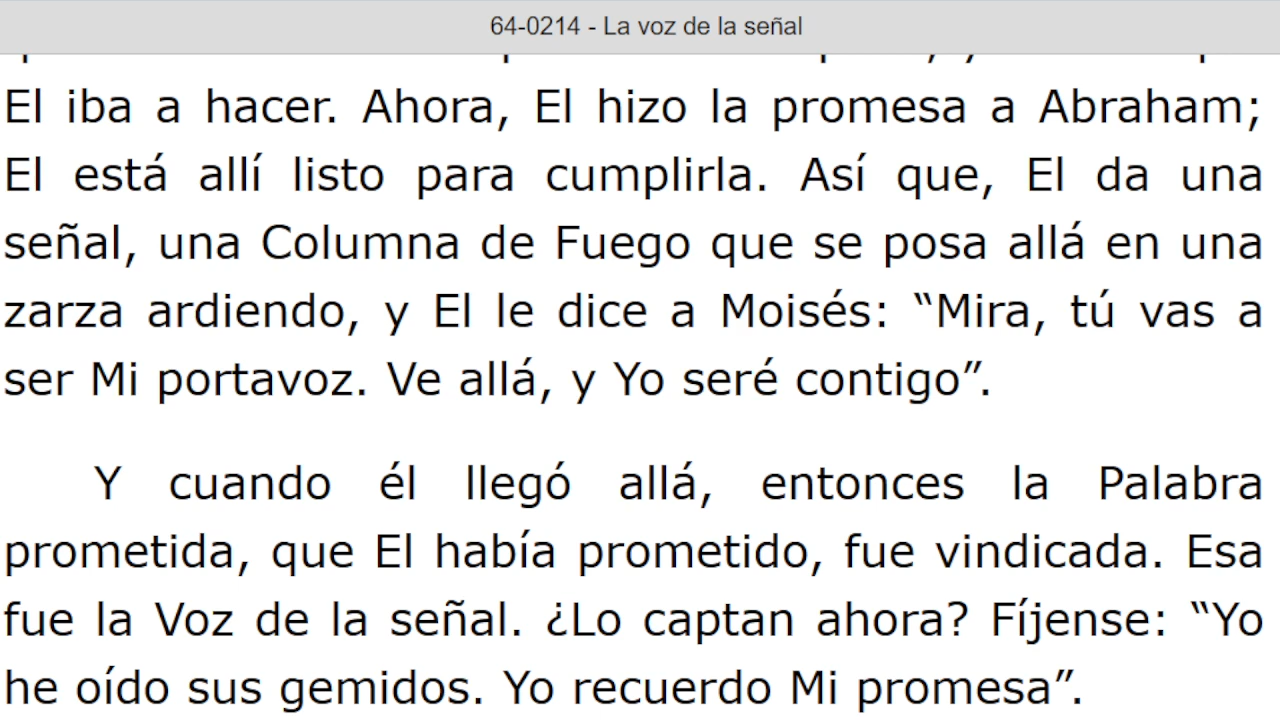 64-0214 - La voz de la señal
El iba a hacer. Ahora, El hizo la promesa a Abraham;
El está allí listo para cumplirla. Así que, El da una
señal, una Columna de Fuego que se posa allá en una
zarza ardiendo, y El le dice a Moisés: “Mira, tú vas a
ser Mi portavoz. Ve allá, y Yo seré contigo”.
Y cuando él llegó allá, entonces la Palabra
prometida, que El había prometido, fue vindicada. Esa
fue la Voz de la señal. ¿Lo captan ahora? Fíjense: “Yo
he oído sus gemidos. Yo recuerdo Mi promesa”.